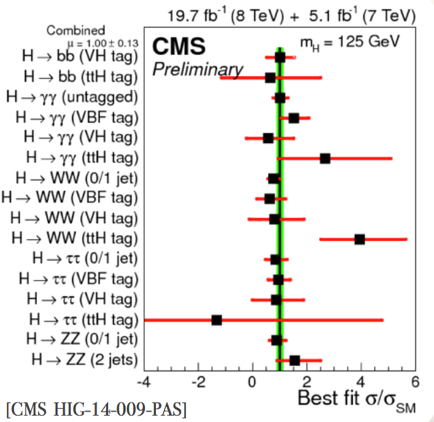 19.7 fb⁻¹ (8 TeV) + 5.1 fb⁻¹ (7 TeV)
Combined
μ = 1.00 ± 0.13
CMS
Preliminary
m_H = 125 GeV
H → bb (VH tag)
H → bb (ttH tag)
H → γγ (untagged)
H → γγ (VBF tag)
H → γγ (VH tag)
H → γγ (ttH tag)
H → WW (0/1 jet)
H → WW (VBF tag)
H → WW (VH tag)
H → WW (ttH tag)
H → ττ (0/1 jet)
H → ττ (VBF tag)
H → ττ (VH tag)
H → ττ (ttH tag)
H → ZZ (0/1 jet)
H → ZZ (2 jets)
-4 -2 0 2 4 6
Best fit σ/σ_SM
[CMS HIG-14-009-PAS]